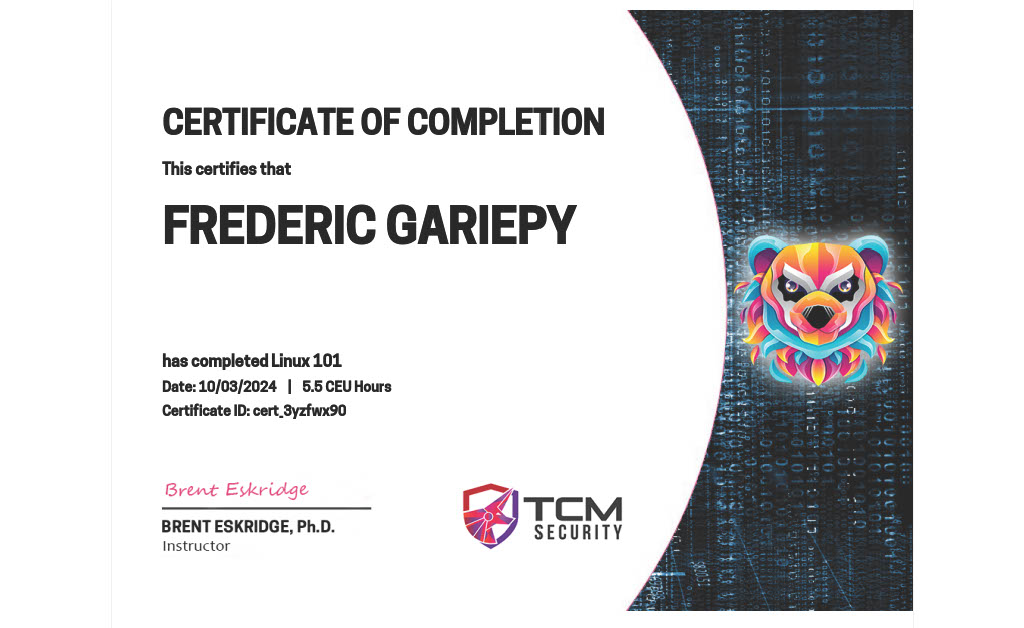 CERTIFICATE OF COMPLETION
This certifies that
FREDERIC GARIEPY
has completed Linux 101
Date: 10/03/2024 | 5.5 CEU Hours
Certificate ID: cert_3yzfwx90
Brent Eskridge
BRENT ESKRIDGE, Ph.D.
Instructor
TCM
SECURITY